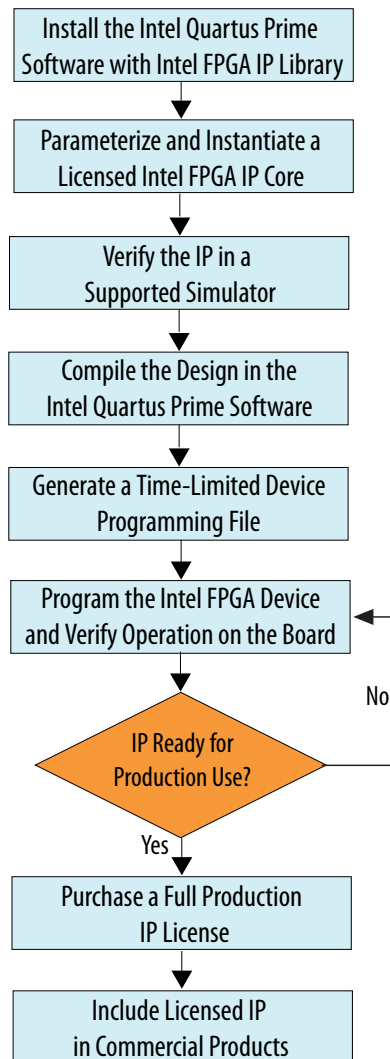 Install the Intel Quartus Prime
Software with Intel FPGA IP Library
Parameterize and Instantiate a
Licensed Intel FPGA IP Core
Verify the IP in a
Supported Simulator
Compile the Design in the
Intel Quartus Prime Software
Generate a Time-Limited Device
Programming File
Program the Intel FPGA Device
and Verify Operation on the Board
No
IP Ready for
Production Use?
Yes
Purchase a Full Production
IP License
Include Licensed IP
in Commercial Products